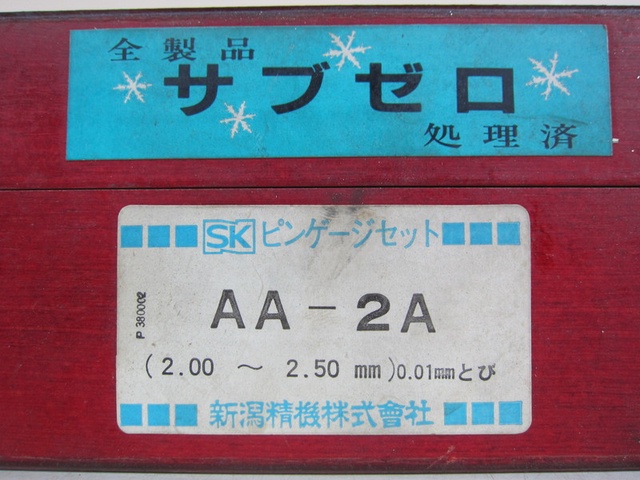 全製品
サブゼロ
処理済
SK ピンゲージセット
AA-2A
P 380002
(2.00 ～ 2.50 mm) 0.01mmとび
新潟精機株式會社